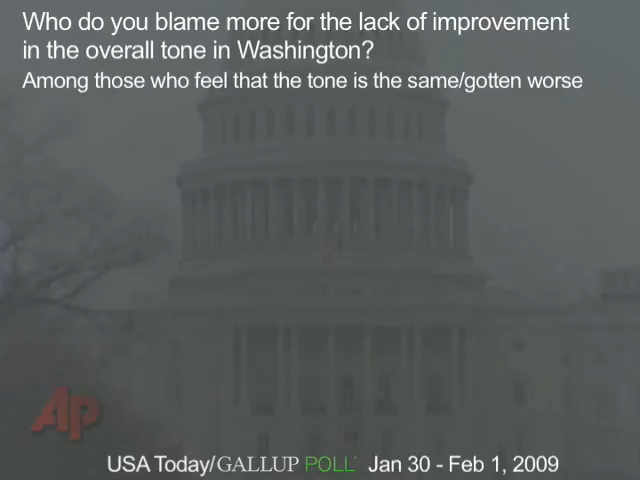 Who do you blame more for the lack of improvement
in the overall tone in Washington?
Among those who feel that the tone is the same/gotten worse
AP
USA Today/GALLUP POLL Jan 30 - Feb 1, 2009